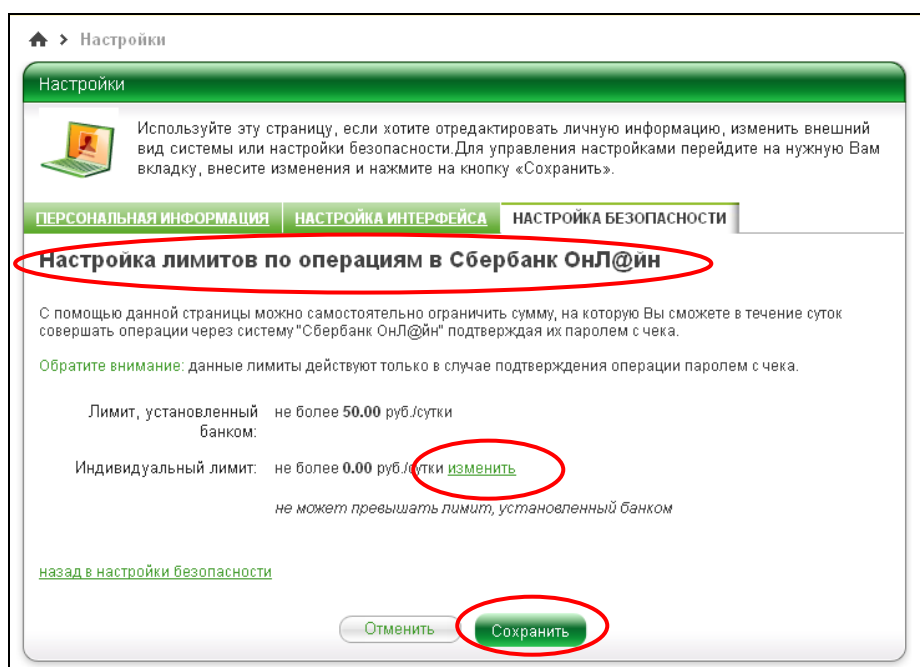 > Настройки
Настройки
Используйте эту страницу, если хотите отредактировать личную информацию, изменить внешний
вид системы или настройки безопасности.Для управления настройками перейдите на нужную Вам
вкладку, внесите изменения и нажмите на кнопку «Сохранить».
ПЕРСОНАЛЬНАЯ ИНФОРМАЦИЯ НАСТРОЙКА ИНТЕРФЕЙСА НАСТРОЙКА БЕЗОПАСНОСТИ
Настройка лимитов по операциям в Сбербанк ОнЛ@йн
С помощью данной страницы можно самостоятельно ограничить сумму, на которую Вы сможете в течение суток
совершать операции через систему "Сбербанк ОнЛ@йн" подтверждая их паролем с чека.
Обратите внимание: данные лимиты действуют только в случае подтверждения операции паролем с чека.
Лимит, установленный не более 50.00 руб./сутки
банком:
Индивидуальный лимит: не более 0.00 руб./сутки изменить
не может превышать лимит, установленный банком
назад в настройки безопасности
Отменить Сохранить